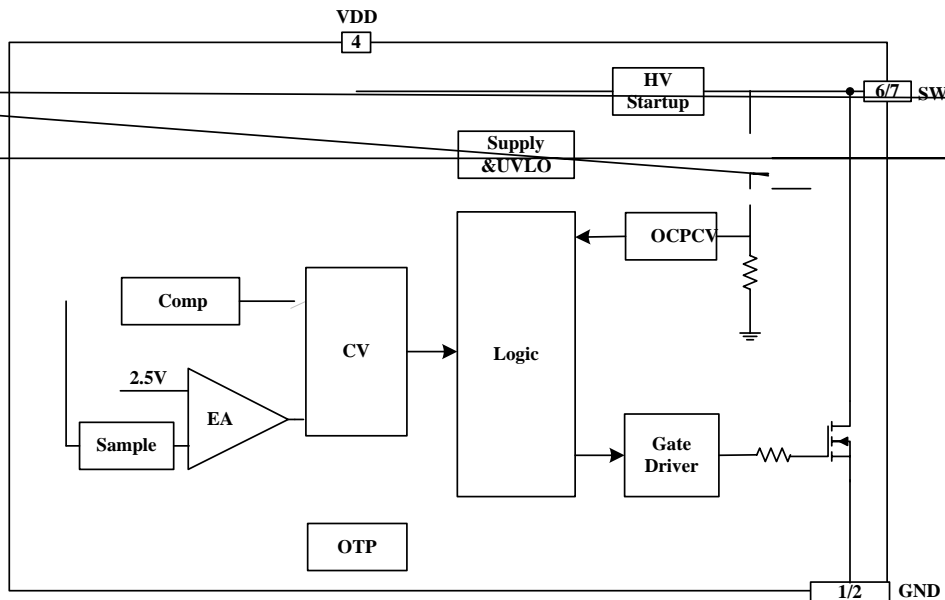 VDD
4
HV
Startup
6/7
SW
Supply
&UVLO
OCPCV
Comp
CV
Logic
2.5V
EA
Sample
Gate
Driver
OTP
1/2
GND